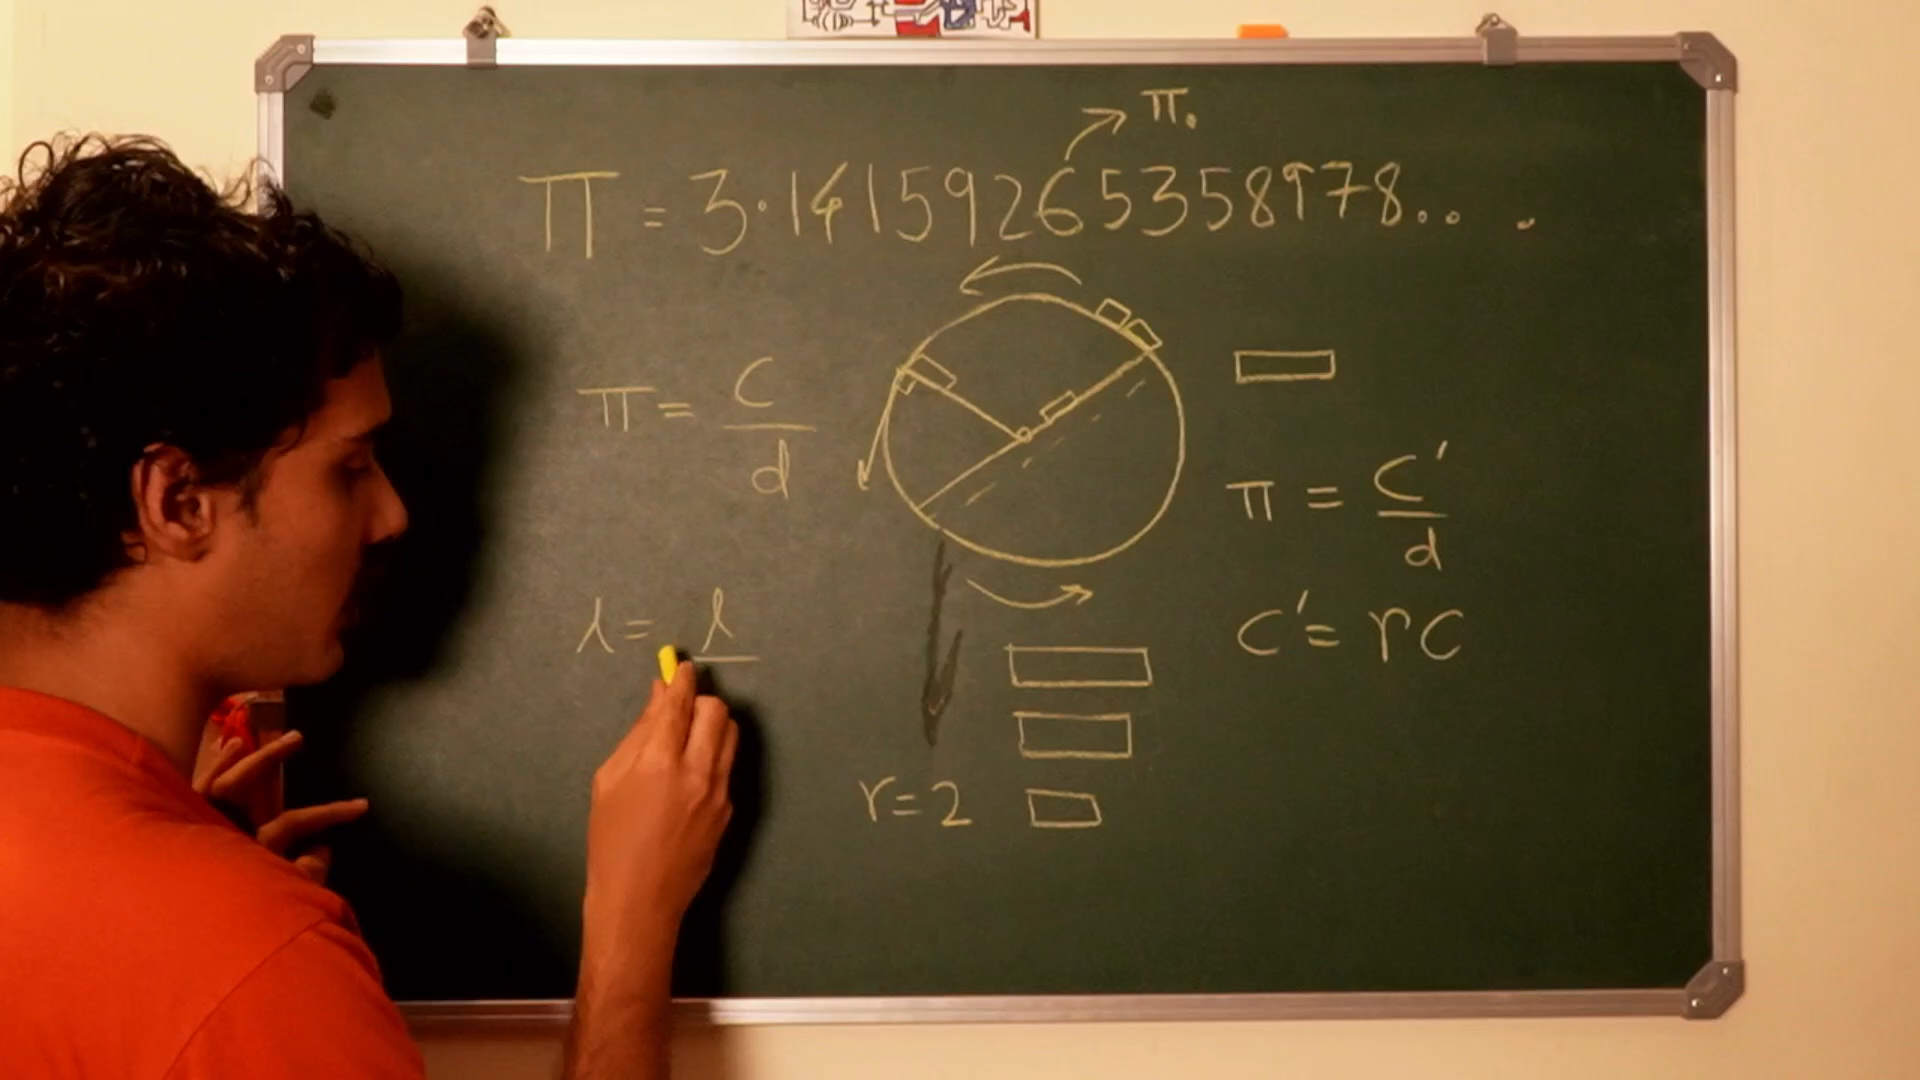 π.
π = 3.14159265358978.. .
π = C/d
π = C'/d
l = l/
C' = rC
r=2